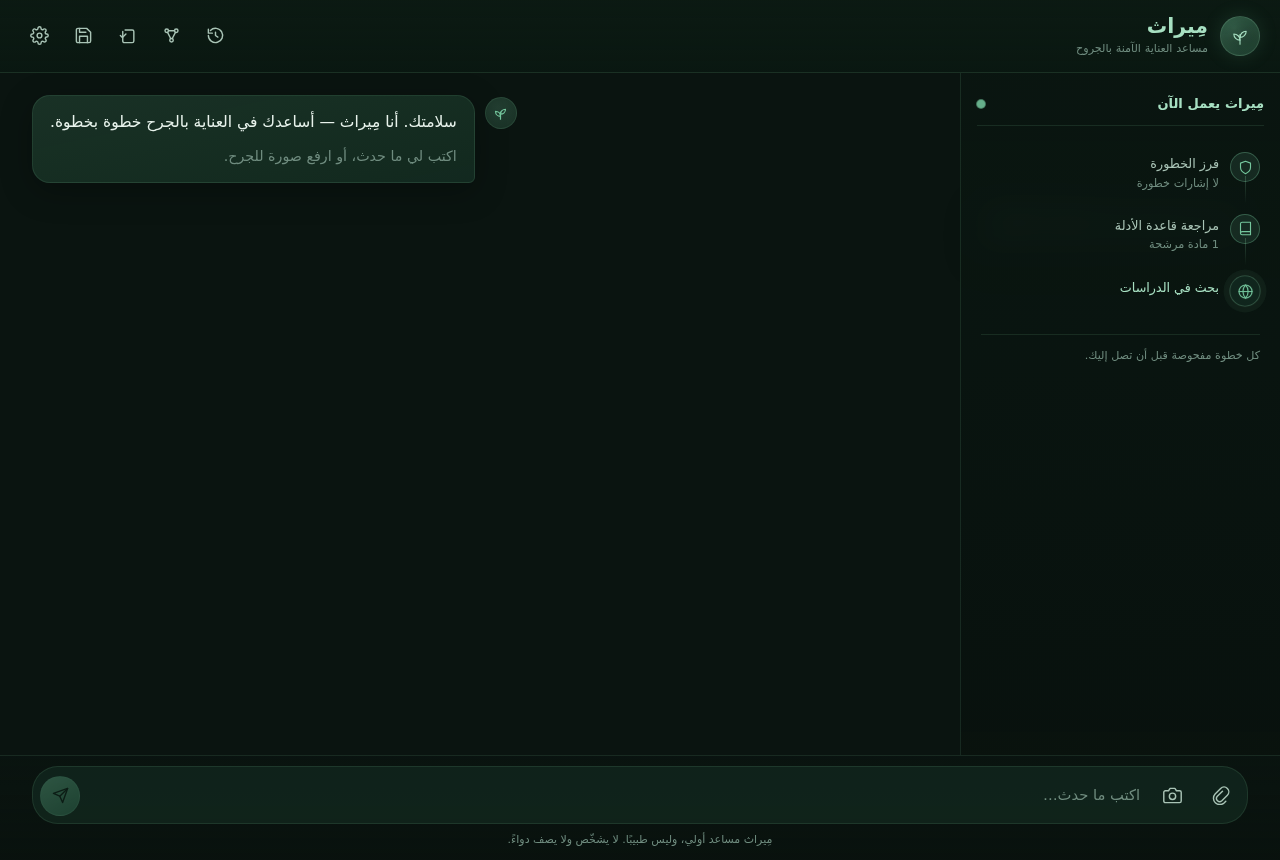 مِيراث
مساعد العناية الآمنة بالجروح
مِيراث يعمل الآن
فرز الخطورة
لا إشارات خطورة
مراجعة قاعدة الأدلة
1 مادة مرشحة
بحث في الدراسات
كل خطوة مفحوصة قبل أن تصل إليك.
سلامتك. أنا مِيراث — أساعدك في العناية بالجرح خطوة بخطوة.
اكتب لي ما حدث، أو ارفع صورة للجرح.
اكتب ما حدث...
مِيراث مساعد أولي، وليس طبيبًا. لا يشخّص ولا يصف دواءً.